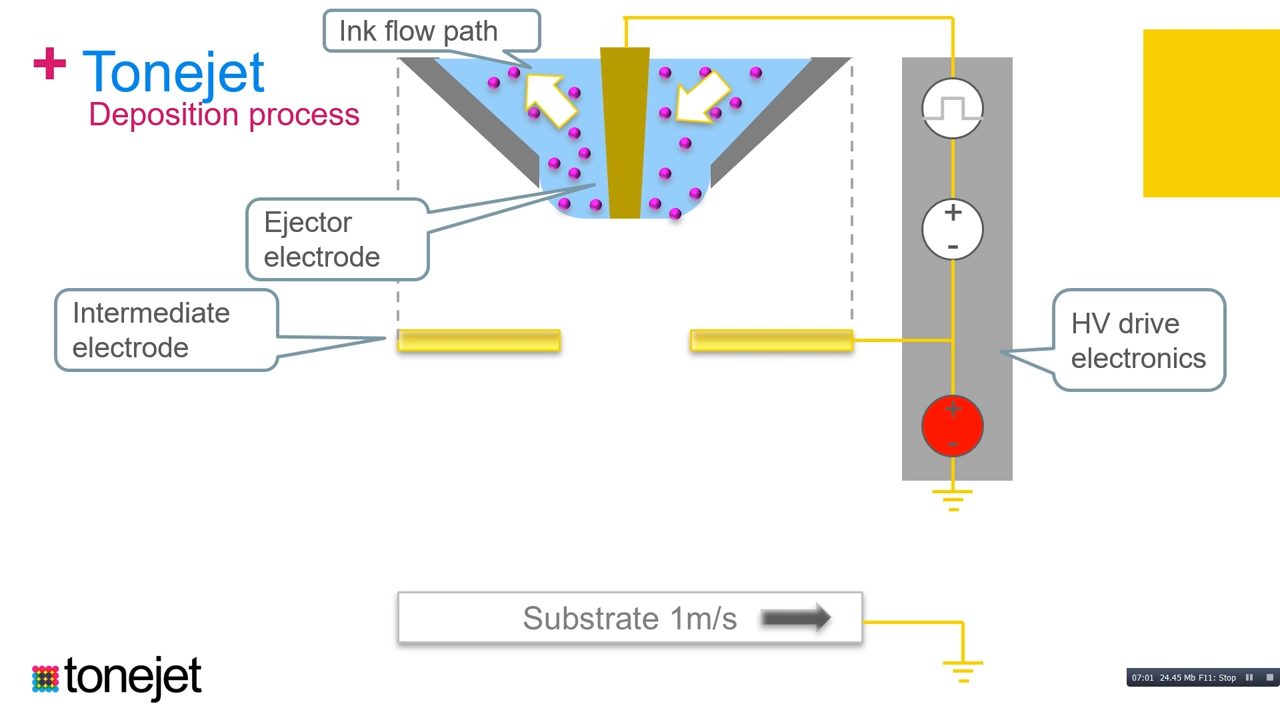 Ink flow path
+ Tonejet
Deposition process
+
-
Ejector
electrode
Intermediate
electrode
HV drive
electronics
+
-
Substrate 1m/s
tonejet
07:01 24.45 Mb F11: Stop